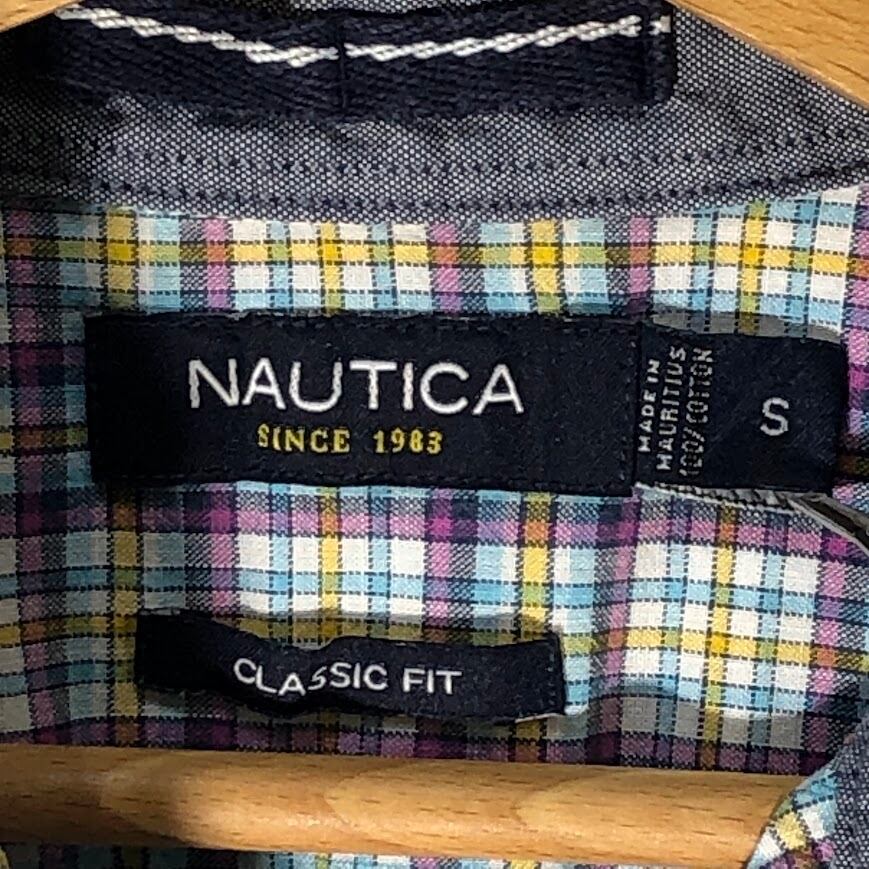 NAUTICA
SINCE 1983
MADE IN
MAURITIUS
100% COTTON
S
CLASSIC FIT